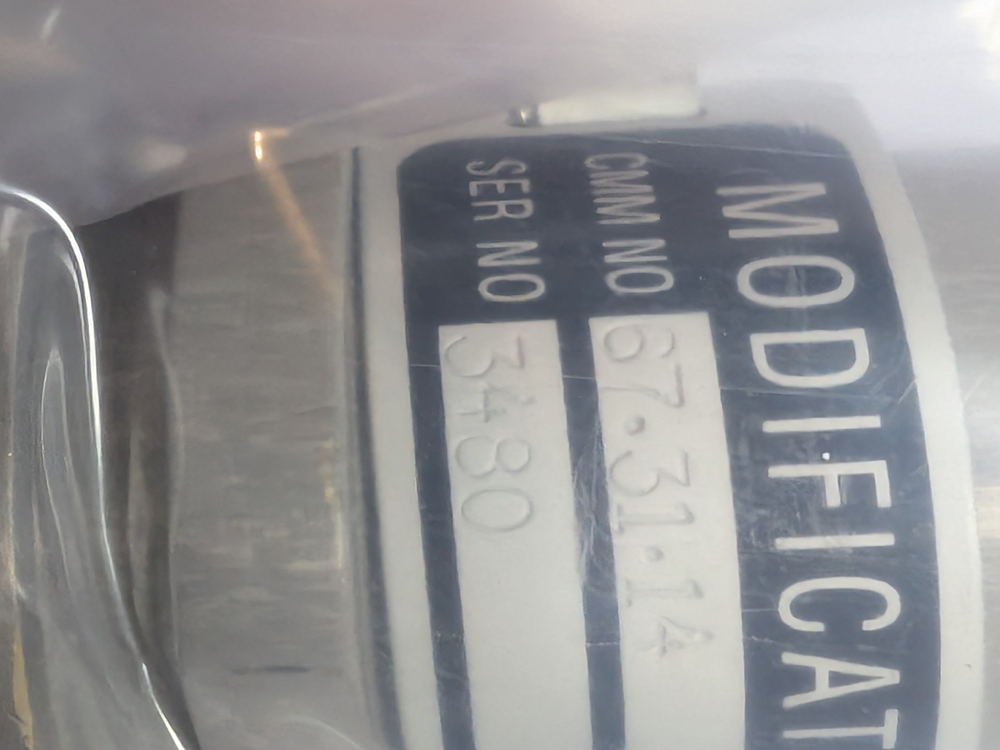 MODIFICAT
CMM NO 67·31·14
SER NO 3480